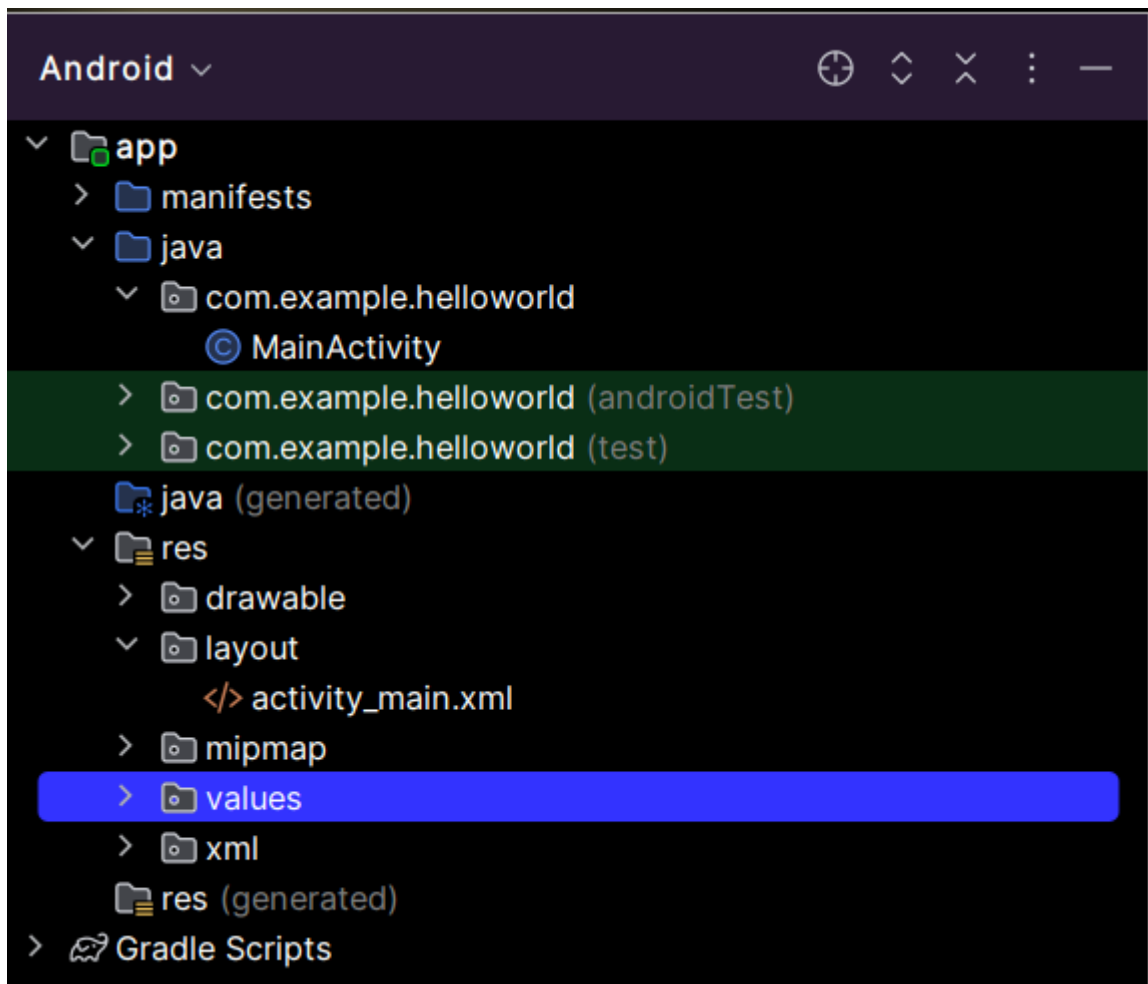 Android
app
manifests
java
com.example.helloworld
MainActivity
com.example.helloworld (androidTest)
com.example.helloworld (test)
java (generated)
res
drawable
layout
activity_main.xml
mipmap
values
xml
res (generated)
Gradle Scripts